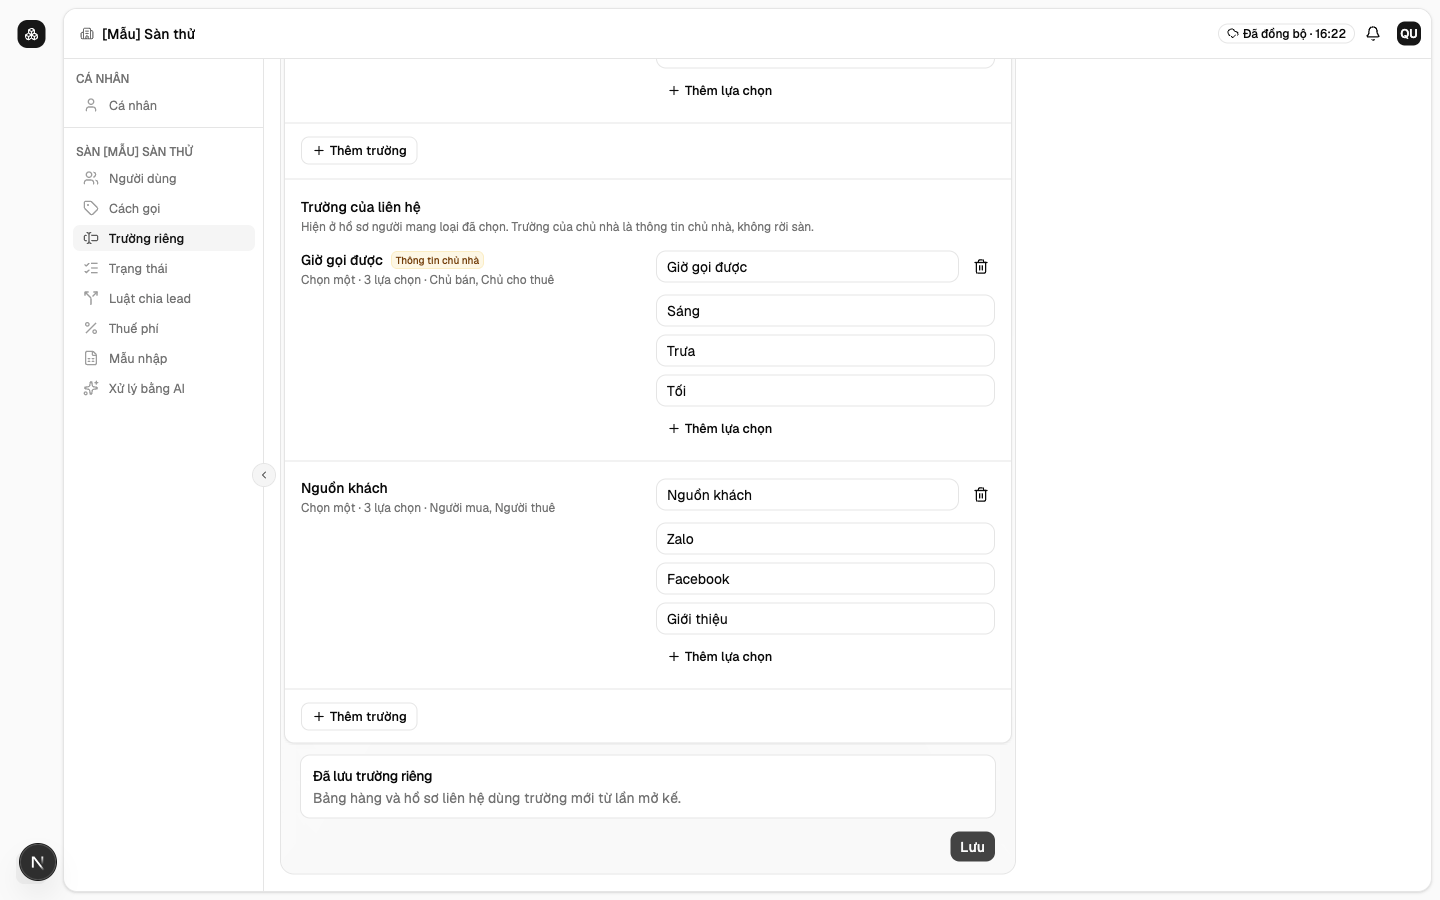 [Mẫu] Sàn thử
Đã đồng bộ · 16:22
QU
CÁ NHÂN
Cá nhân
SÀN [MẪU] SÀN THỬ
Người dùng
Cách gọi
Trường riêng
Trạng thái
Luật chia lead
Thuế phí
Mẫu nhập
Xử lý bằng AI
Thêm lựa chọn
Thêm trường
Trường của liên hệ
Hiện ở hồ sơ người mang loại đã chọn. Trường của chủ nhà là thông tin chủ nhà, không rời sàn.
Giờ gọi được Thông tin chủ nhà
Chọn một · 3 lựa chọn · Chủ bán, Chủ cho thuê
Giờ gọi được
Sáng
Trưa
Tối
Thêm lựa chọn
Nguồn khách
Chọn một · 3 lựa chọn · Người mua, Người thuê
Nguồn khách
Zalo
Facebook
Giới thiệu
Thêm lựa chọn
Thêm trường
Đã lưu trường riêng
Bảng hàng và hồ sơ liên hệ dùng trường mới từ lần mở kế.
Lưu
N